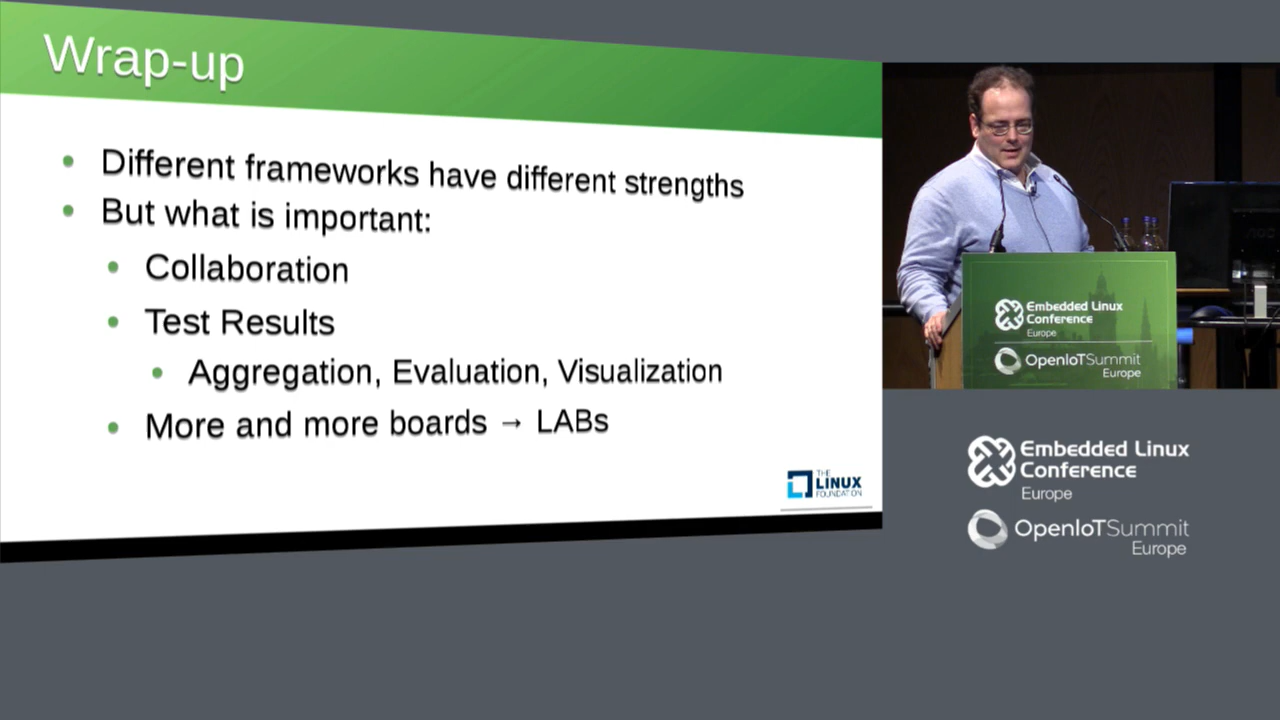 Wrap-up
Different frameworks have different strengths
But what is important:
Collaboration
Test Results
Aggregation, Evaluation, Visualization
More and more boards → LABs
THE
LINUX
FOUNDATION
Embedded Linux
Conference
Europe
OpenIoTSummit
Europe
Embedded Linux
Conference
Europe
OpenIoTSummit
Europe